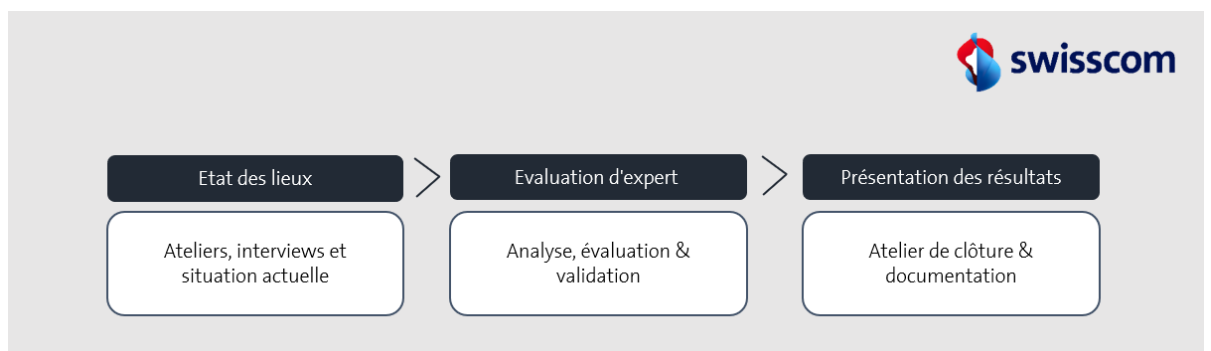 swisscom
Etat des lieux
Evaluation d'expert
Présentation des résultats
Ateliers, interviews et
situation actuelle
Analyse, évaluation &
validation
Atelier de clôture &
documentation